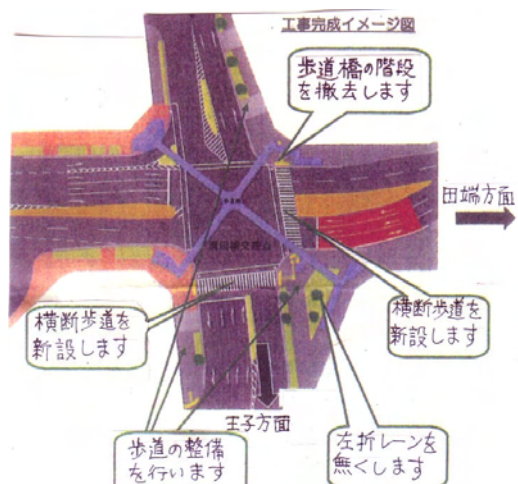 工事完成イメージ図
歩道橋の階段
を撤去します
田端方面
横断歩道を
新設します
横断歩道を
新設します
王子方面
歩道の整備
を行います
左折レーンを
無くします